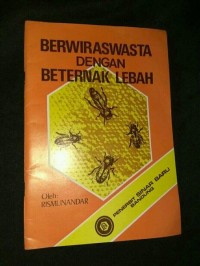 BERWIRASWASTA
DENGAN
BETERNAK LEBAH
Oleh:
RISMUNANDAR
PENERBIT SINAR BARU
BANDUNG